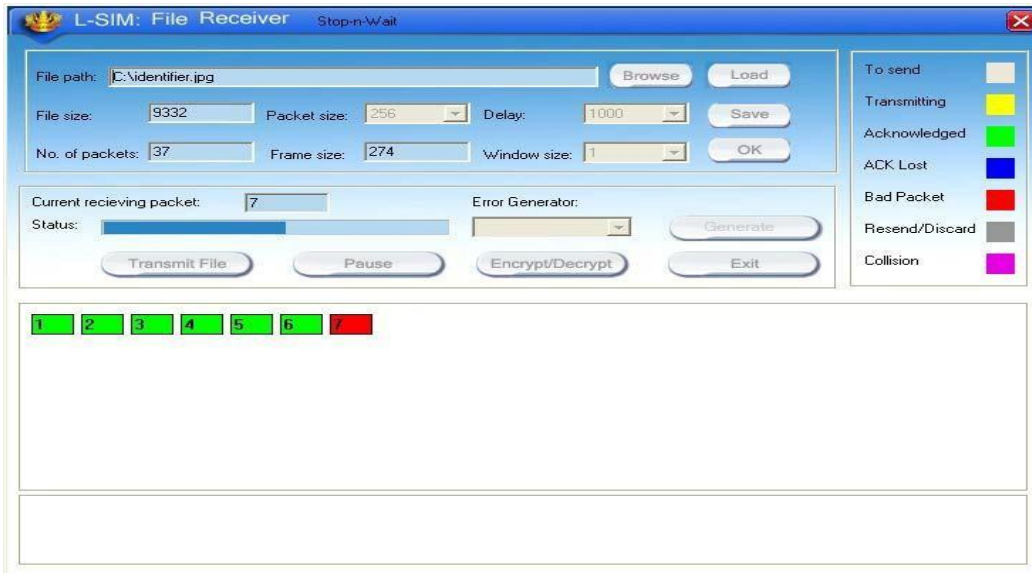 L-SIM: File Receiver Stop-n-Wait
File path: C:\identifier.jpg Browse Load
File size: 9332 Packet size: 256 Delay: 1000 Save
No. of packets: 37 Frame size: 274 Window size: 1 OK
Current recieving packet: 7 Error Generator:
Status: Generate
Transmit File Pause Encrypt/Decrypt Exit
To send
Transmitting
Acknowledged
ACK Lost
Bad Packet
Resend/Discard
Collision
1 2 3 4 5 6 7